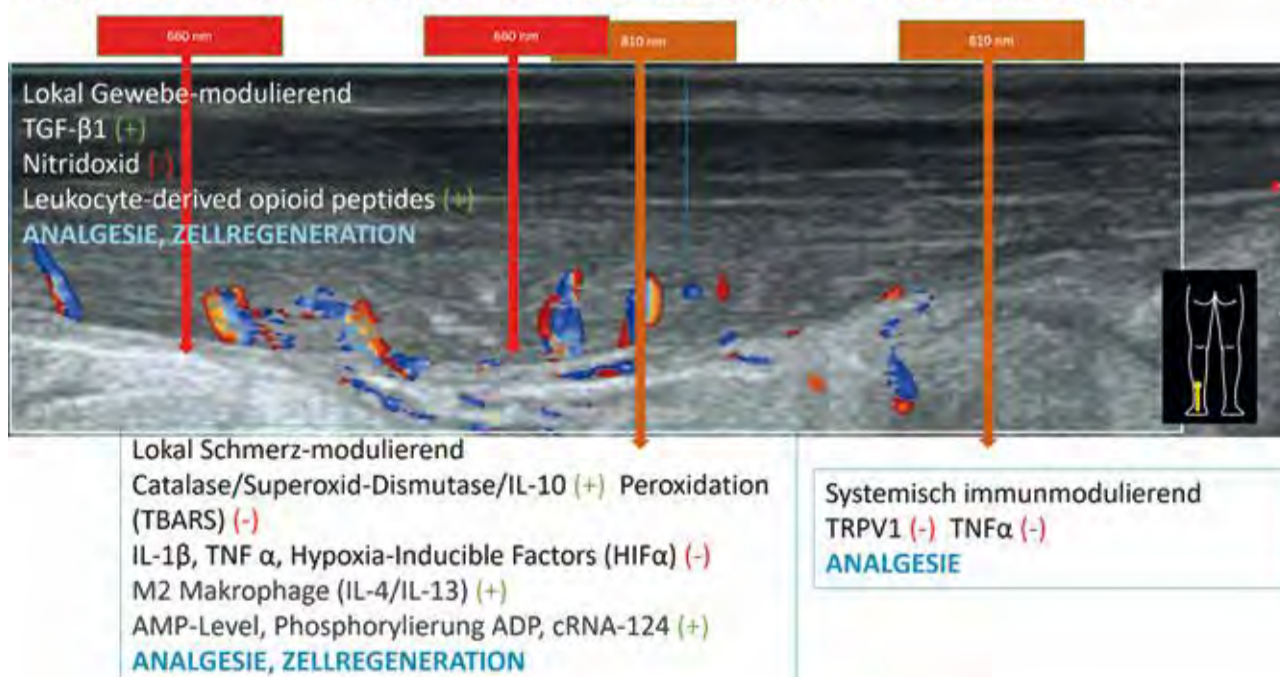 660 nm
660 nm
810 nm
810 nm
Lokal Gewebe-modulierend
TGF-β1 (+)
Nitridoxid (-)
Leukocyte-derived opioid peptides (+)
ANALGESIE, ZELLREGENERATION
Lokal Schmerz-modulierend
Catalase/Superoxid-Dismutase/IL-10 (+) Peroxidation
(TBARS) (-)
IL-1β, TNF α, Hypoxia-Inducible Factors (HIFα) (-)
M2 Makrophage (IL-4/IL-13) (+)
AMP-Level, Phosphorylierung ADP, cRNA-124 (+)
ANALGESIE, ZELLREGENERATION
Systemisch immunmodulierend
TRPV1 (-) TNFα (-)
ANALGESIE